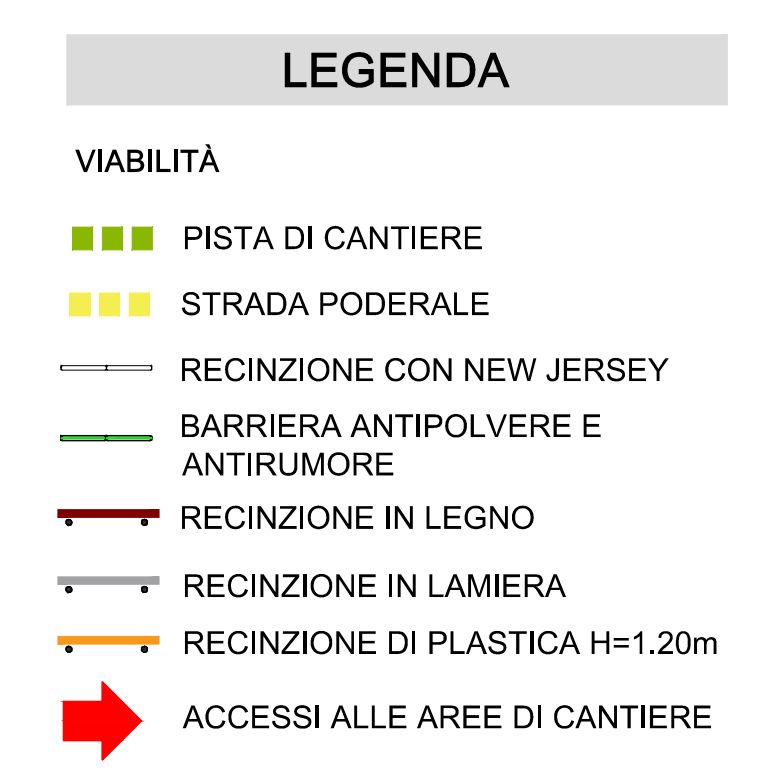 LEGENDA
VIABILITÀ
PISTA DI CANTIERE
STRADA PODERALE
RECINZIONE CON NEW JERSEY
BARRIERA ANTIPOLVERE E
ANTIRUMORE
RECINZIONE IN LEGNO
RECINZIONE IN LAMIERA
RECINZIONE DI PLASTICA H=1.20m
ACCESSI ALLE AREE DI CANTIERE